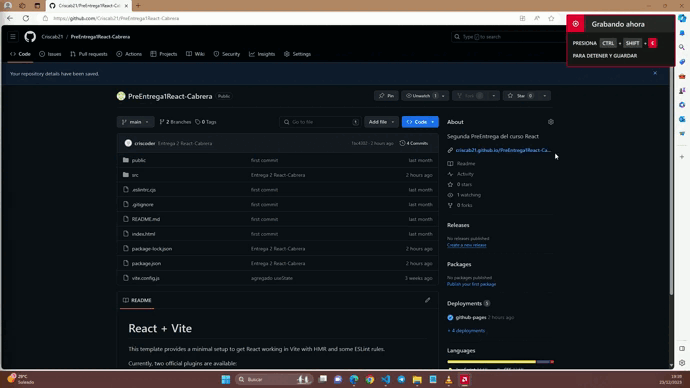 Criscab21/PreEntrega1React-Cabrera
https://github.com/Criscab21/PreEntrega1React-Cabrera
Grabando ahora
PRESIONA CTRL + SHIFT + E
PARA DETENER Y GUARDAR
Criscab21 / PreEntrega1React-Cabrera
Type / to search
Code Issues Pull requests Actions Projects Wiki Security Insights Settings
Your repository details have been saved.
PreEntrega1React-Cabrera Public
Pin Unwatch 1 Fork Star 0
main 2 Branches 0 Tags Go to file t Add file Code
criscoder Entrega 2 React-Cabrera 2 hours ago 4 Commits
public first commit last month
src Entrega 2 React-Cabrera 2 hours ago
.eslintrc.cjs first commit last month
.gitignore first commit last month
README.md first commit last month
index.html first commit last month
package-lock.json Entrega 2 React-Cabrera 2 hours ago
package.json Entrega 2 React-Cabrera 2 hours ago
vite.config.js agregado useState 3 weeks ago
README
React + Vite
This template provides a minimal setup to get React working in Vite with HMR and some ESLint rules.
Currently, two official plugins are available:
About
Segunda PreEntrega del curso React
criscab21.github.io/PreEntrega1React-Ca...
Readme
Activity
0 stars
1 watching
0 forks
Releases
No releases published
Create a new release
Packages
No packages published
Publish your first package
Deployments 3
github-pages 2 hours ago
+ 4 deployments
Languages
28°C
Soleado
Buscar